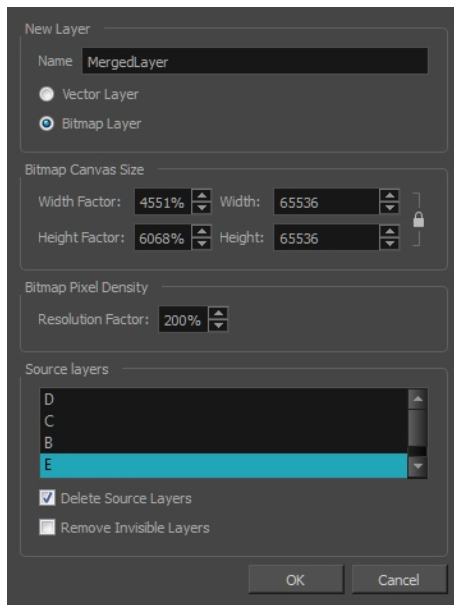 New Layer
Name MergedLayer
Vector Layer
Bitmap Layer
Bitmap Canvas Size
Width Factor: 4551% Width: 65536
Height Factor: 6068% Height: 65536
Bitmap Pixel Density
Resolution Factor: 200%
Source layers
D
C
B
E
Delete Source Layers
Remove Invisible Layers
OK Cancel